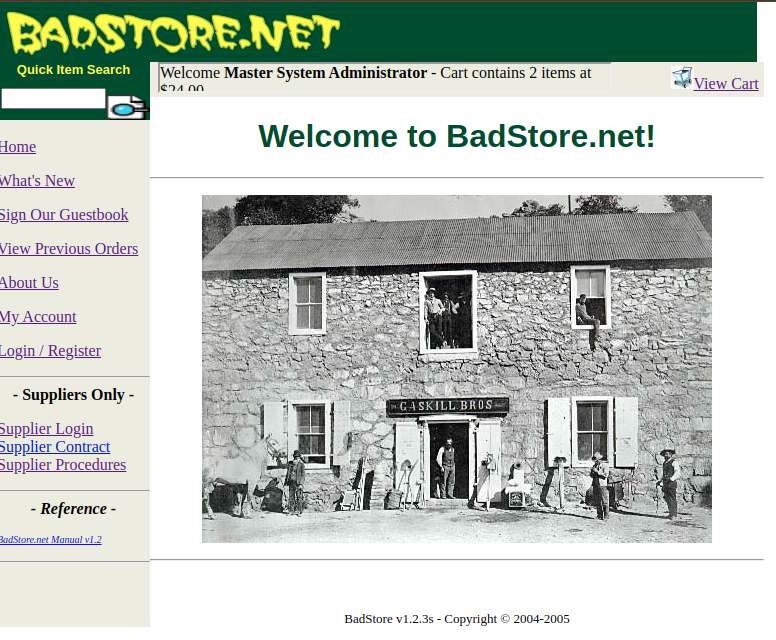 BADSTORE.NET
Quick Item Search
Welcome Master System Administrator - Cart contains 2 items at
$24.00
View Cart
Home
What's New
Sign Our Guestbook
View Previous Orders
About Us
My Account
Login / Register
- Suppliers Only -
Supplier Login
Supplier Contract
Supplier Procedures
- Reference -
BadStore.net Manual v1.2
Welcome to BadStore.net!
GASKILL BROS
BadStore v1.2.3s - Copyright © 2004-2005